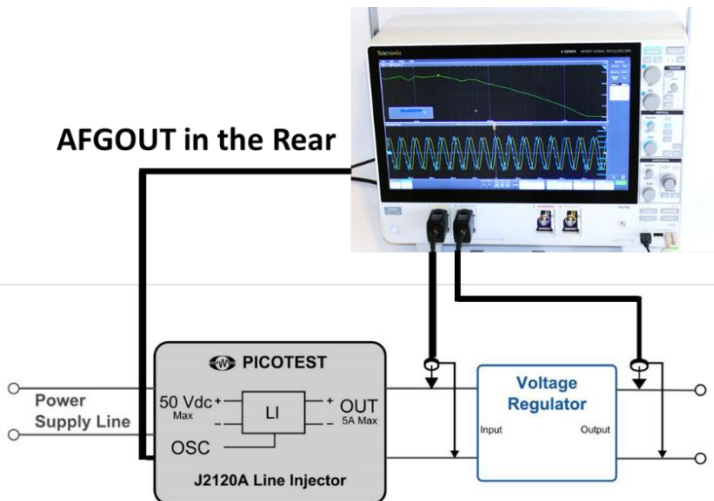 Tektronix
AFGOUT in the Rear
PICOTEST
Power
Supply Line
50 Vdc
Max
+
-
LI
+
-
OUT
5A Max
OSC
J2120A Line Injector
Voltage
Regulator
Input
Output